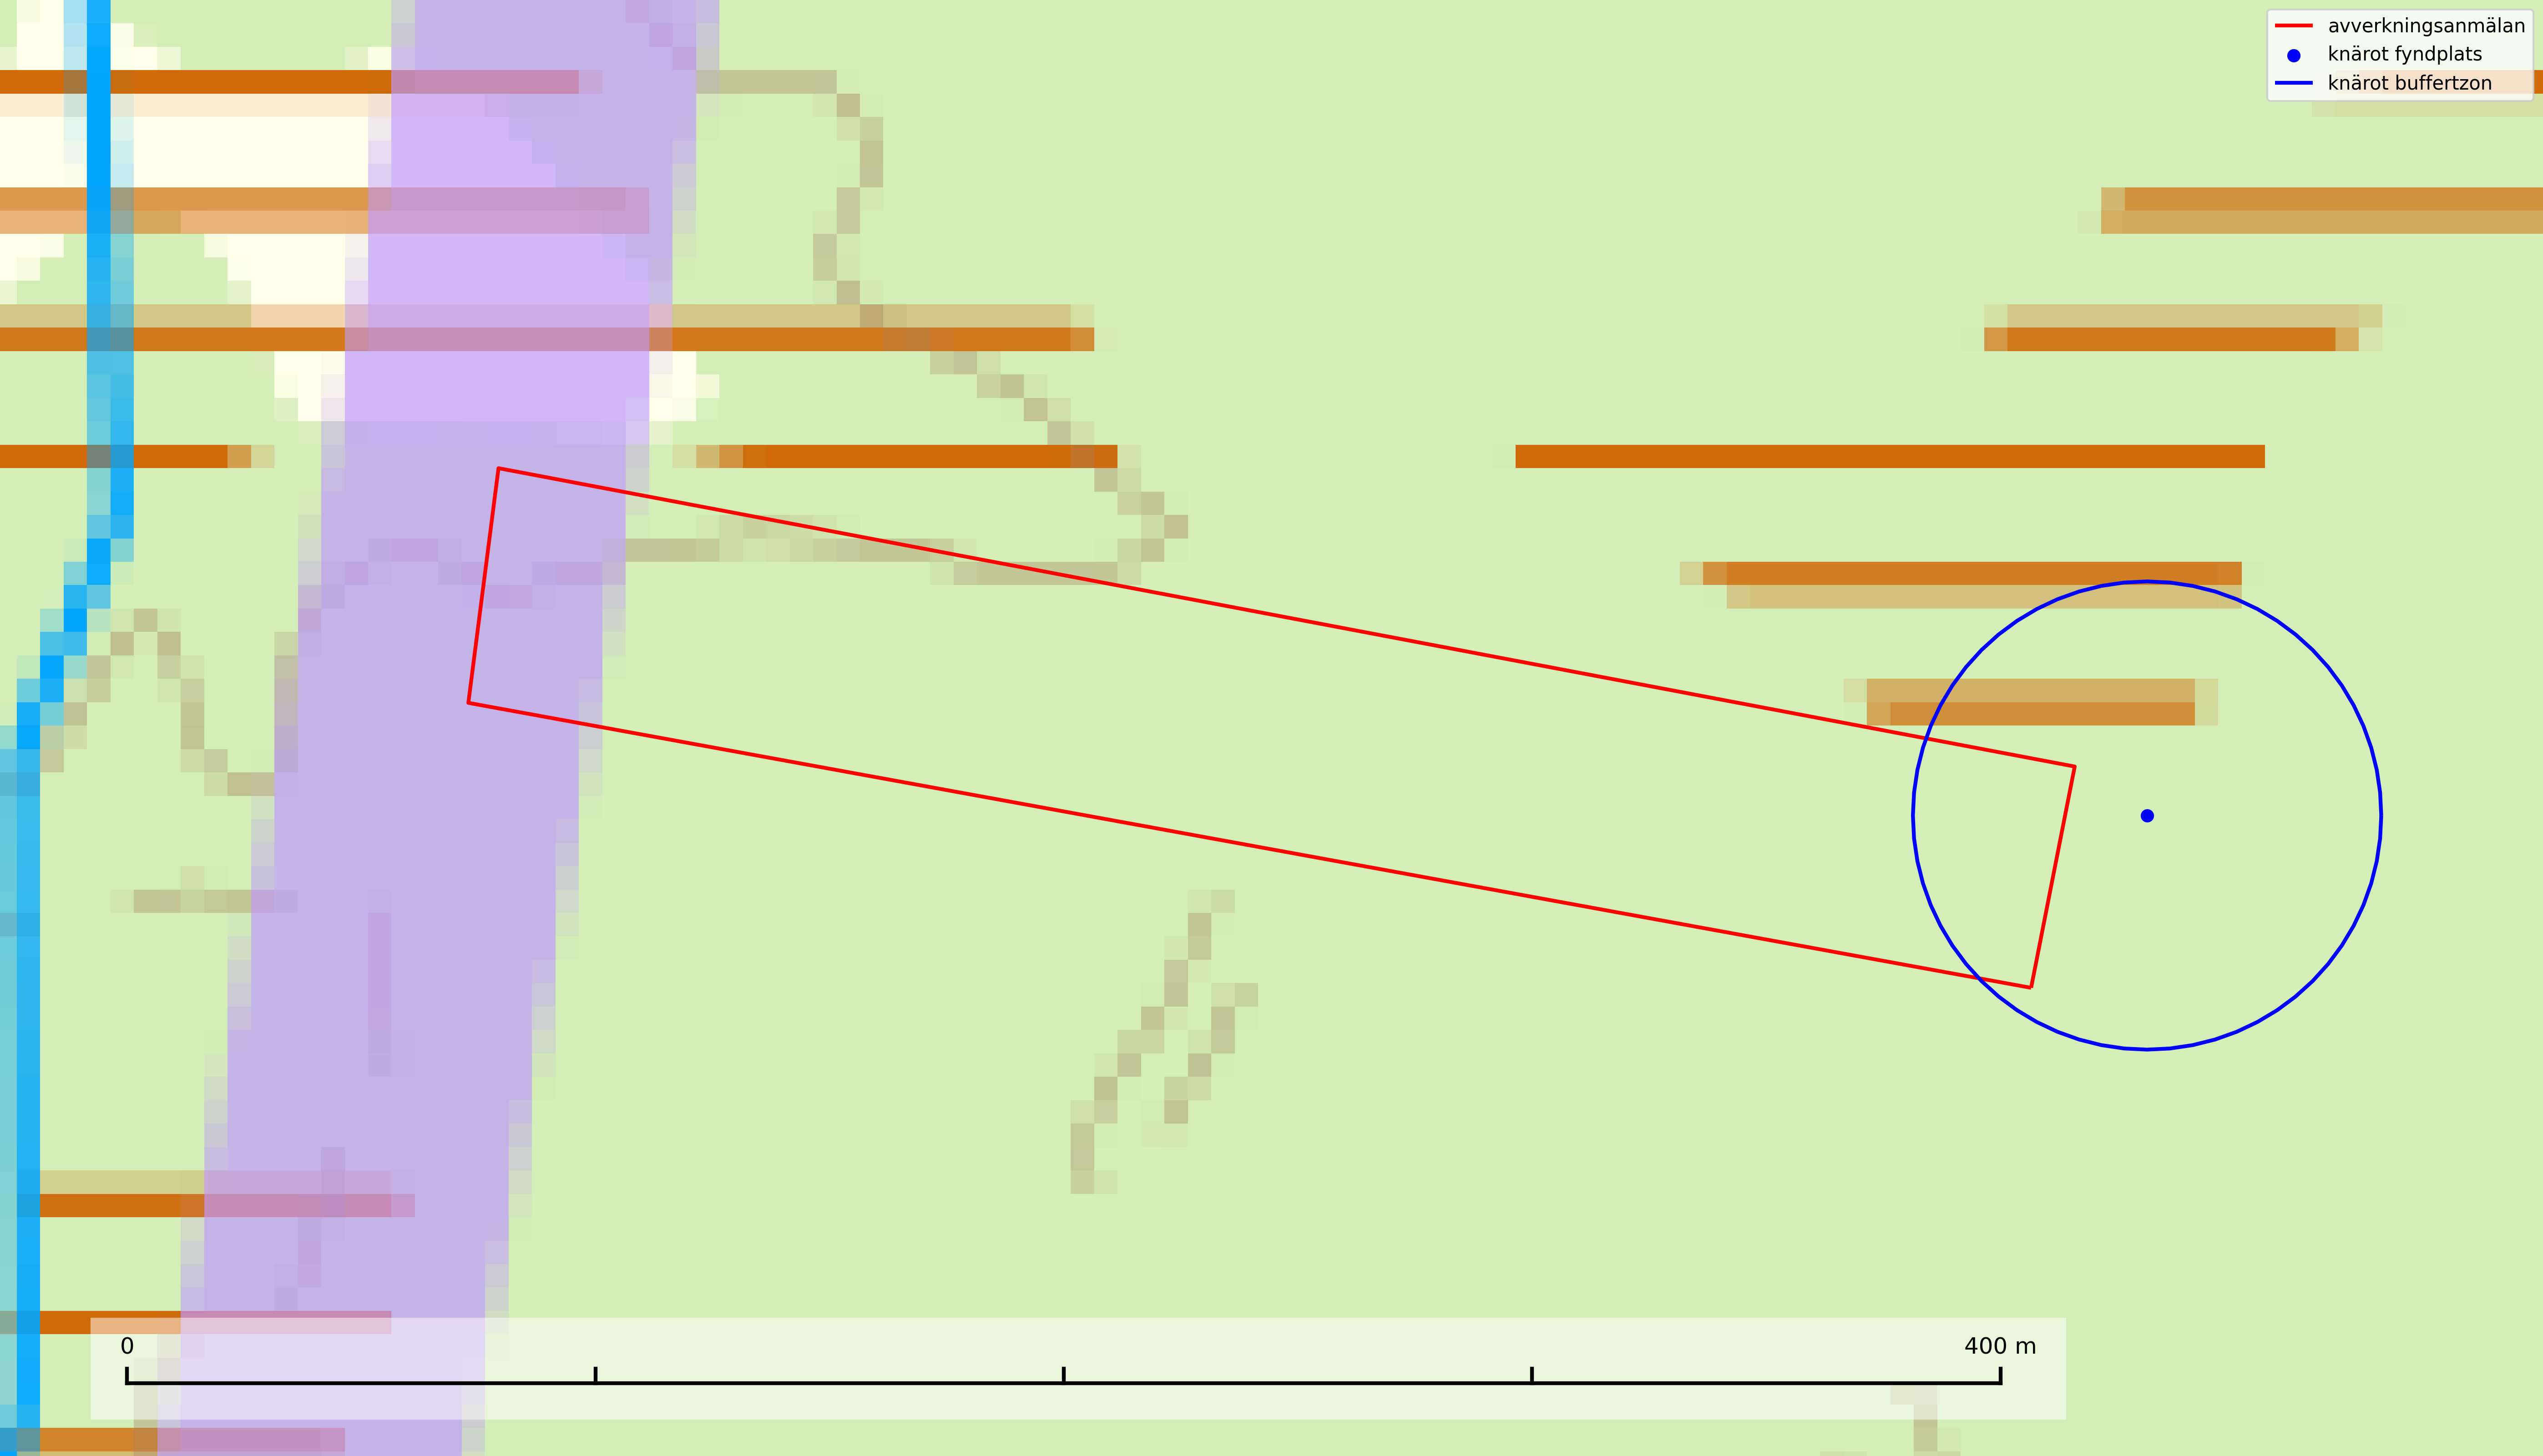 avverkningsanmälan
knärot fyndplats
knärot buffertzon
0
400 m